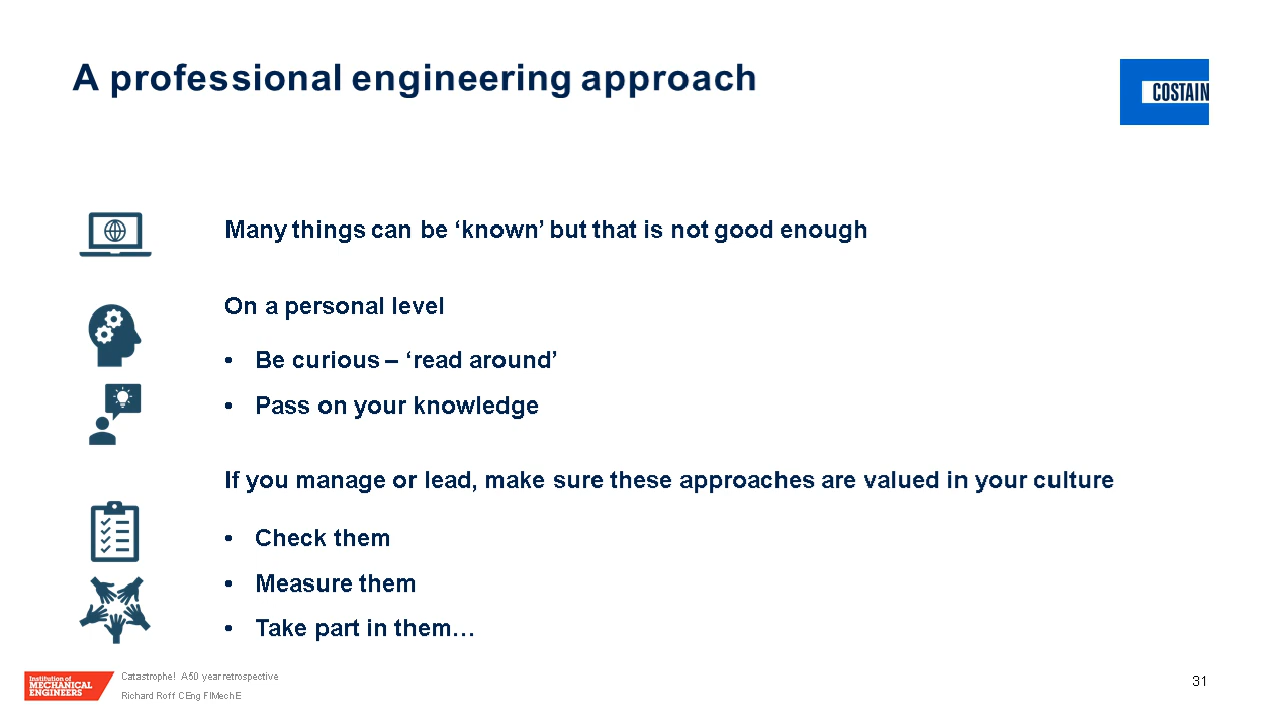 A professional engineering approach
COSTAIN
Many things can be ‘known’ but that is not good enough
On a personal level
• Be curious – ‘read around’
• Pass on your knowledge
If you manage or lead, make sure these approaches are valued in your culture
• Check them
• Measure them
• Take part in them…
Institution of
MECHANICAL
ENGINEERS
Catastrophe! A 50 year retrospective
Richard Roff CEng FIMechE
31